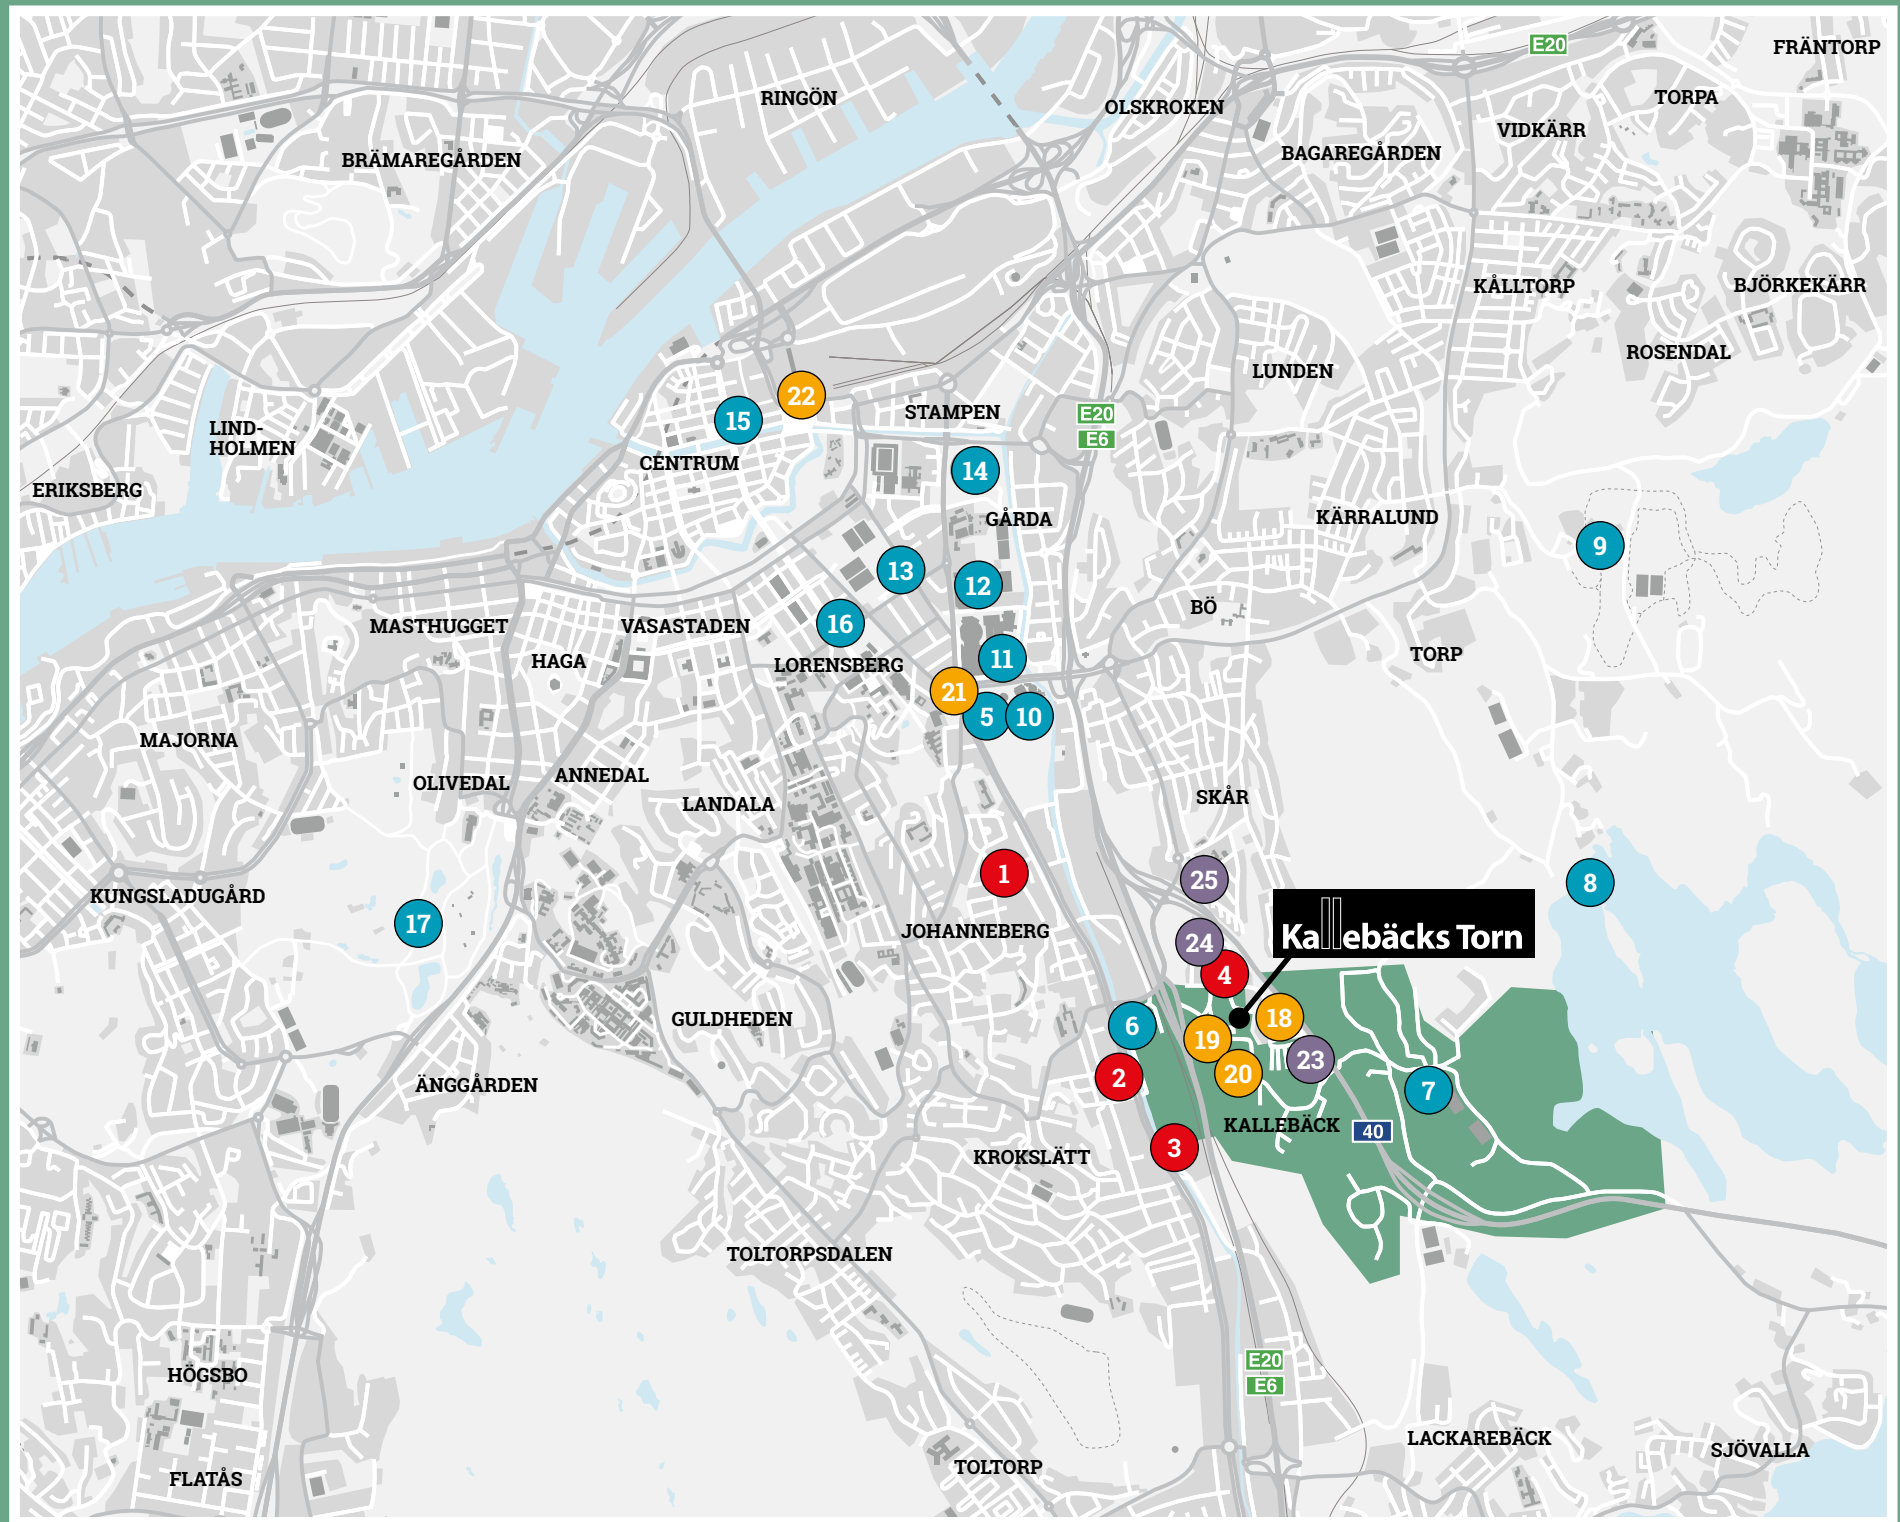 E20
FRÄNTORP
RINGÖN
OLSKROKEN
TORPA
VIDKÄRR
BRÄMAREGÅRDEN
BAGAREGÅRDEN
KÅLLTORP
BJÖRKEKÄRR
ROSENDAL
LUNDEN
22
15
STAMPEN
E20
E6
LIND-
HOLMEN
CENTRUM
14
ERIKSBERG
GÅRDA
KÄRRALUND
9
13
12
BÖ
16
MASTHUGGET
VASASTADEN
HAGA
LORENSBERG
11
TORP
21
5
10
MAJORNA
OLIVEDAL
ANNEDAL
LANDALA
SKÅR
1
25
8
KUNGSLADUGÅRD
17
JOHANNEBERG
24
Kallebäcks Torn
4
GULDHEDEN
6
19
18
20
23
2
7
ÄNGGÅRDEN
KALLEBÄCK
40
3
KROKSLÄTT
TOLTORPSDALEN
E20
E6
HÖGSBO
LACKAREBÄCK
SJÖVALLA
TOLTORP
FLATÅS